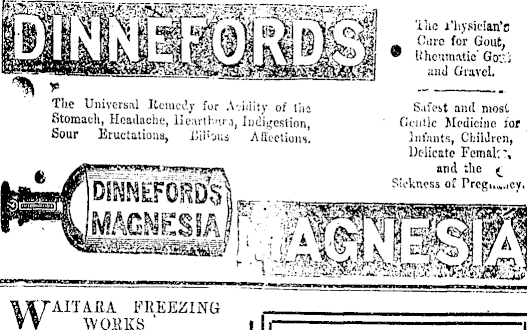 DINNEFORD'S
The Physician's
Cure for Gout,
Rheumatic Gout
and Gravel.
The Universal Remedy for Acidity of the
Stomach, Headache, Heartburn, Indigestion,
Sour Eructations, Bilious Affections.
Safest and most
Gentle Medicine for
Infants, Children,
Delicate Females,
and the
Sickness of Pregnancy.
DINNEFORD'S
MAGNESIA
MAGNESIA
WAITARA FREEZING
WORKS